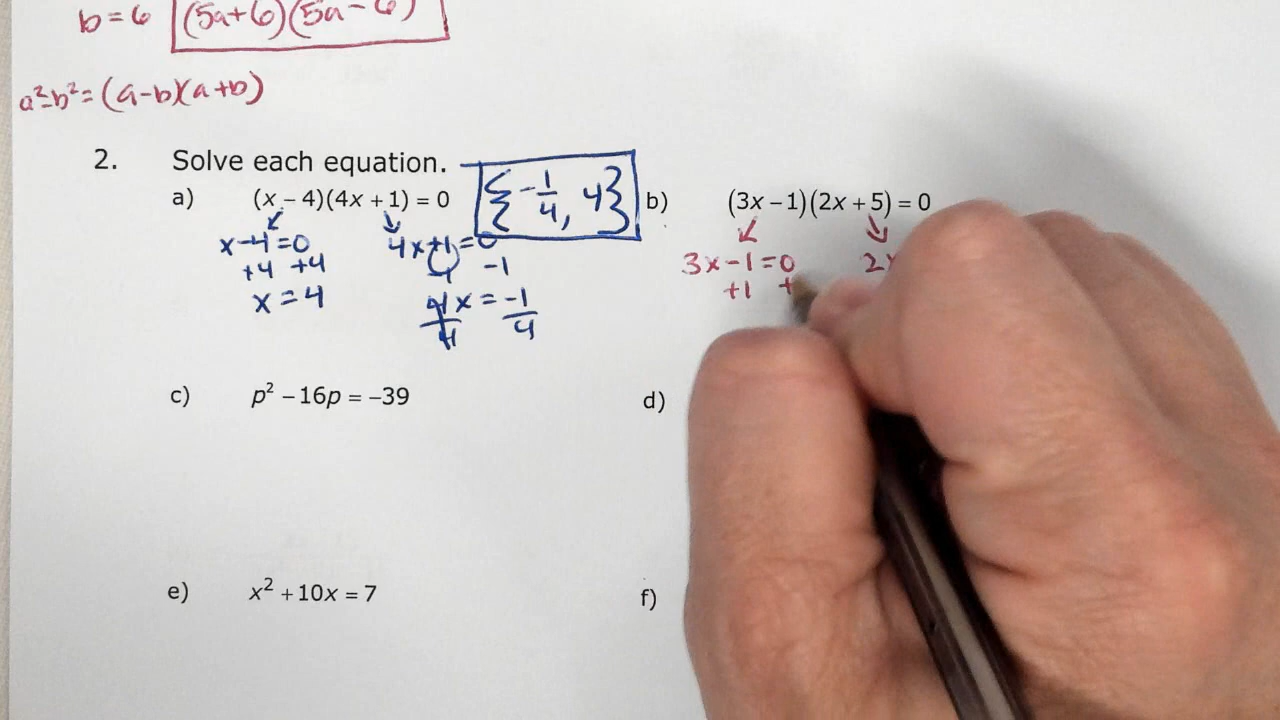 b = 6 (5a+6)(5a-6)
a²-b² = (a-b)(a+b)
2. Solve each equation.
a) (x – 4)(4x + 1) = 0 {-1/4, 4}
x-4=0 4x+1=0
+4 +4 -1
x = 4 4x = -1
4 4
b) (3x – 1)(2x + 5) = 0
3x-1=0 2x
+1 +
c) p² – 16p = –39
d)
e) x² + 10x = 7
f)